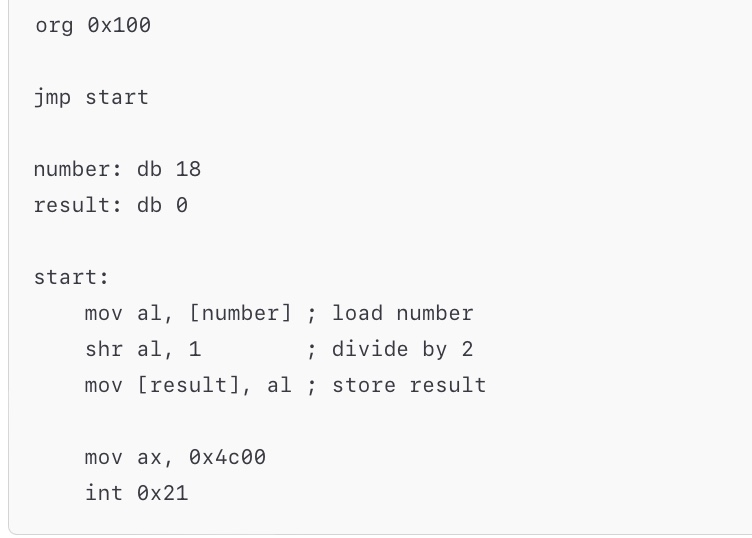 org 0x100
jmp start
number: db 18
result: db 0
start:
mov al, [number] ; load number
shr al, 1 ; divide by 2
mov [result], al ; store result
mov ax, 0x4c00
int 0x21